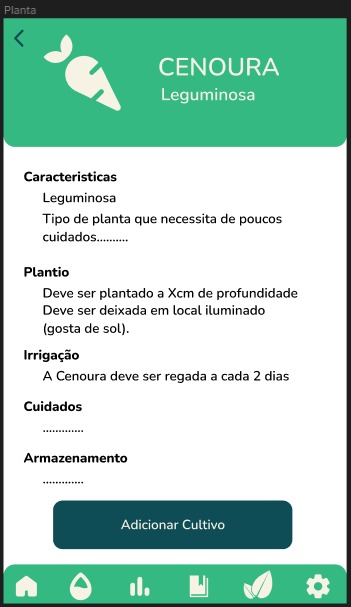 Planta
CENOURA
Leguminosa
Caracteristicas
Leguminosa
Tipo de planta que necessita de poucos
cuidados..........
Plantio
Deve ser plantado a Xcm de profundidade
Deve ser deixada em local iluminado
(gosta de sol).
Irrigação
A Cenoura deve ser regada a cada 2 dias
Cuidados
.............
Armazenamento
.............
Adicionar Cultivo